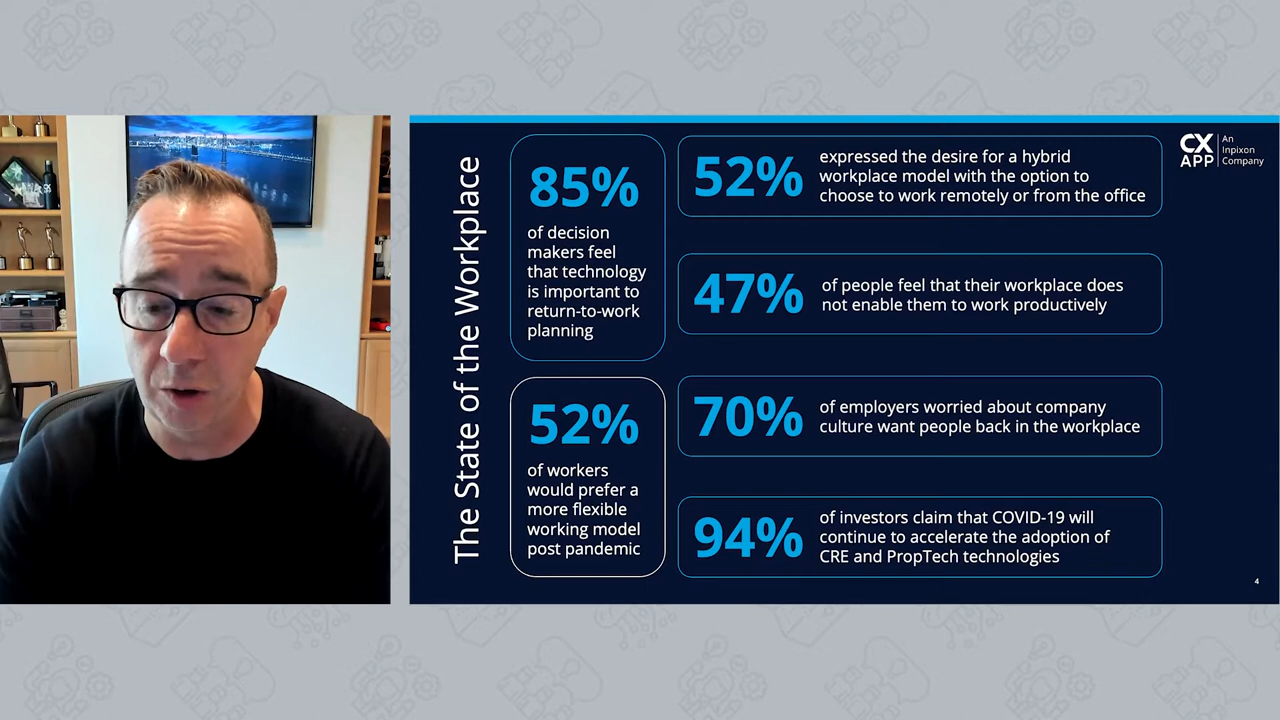 The State of the Workplace
85%
of decision
makers feel
that technology
is important to
return-to-work
planning
52%
of workers
would prefer a
more flexible
working model
post pandemic
52%
expressed the desire for a hybrid
workplace model with the option to
choose to work remotely or from the office
47%
of people feel that their workplace does
not enable them to work productively
70%
of employers worried about company
culture want people back in the workplace
94%
of investors claim that COVID-19 will
continue to accelerate the adoption of
CRE and PropTech technologies
CX
APP
An
Inpixon
Company
4